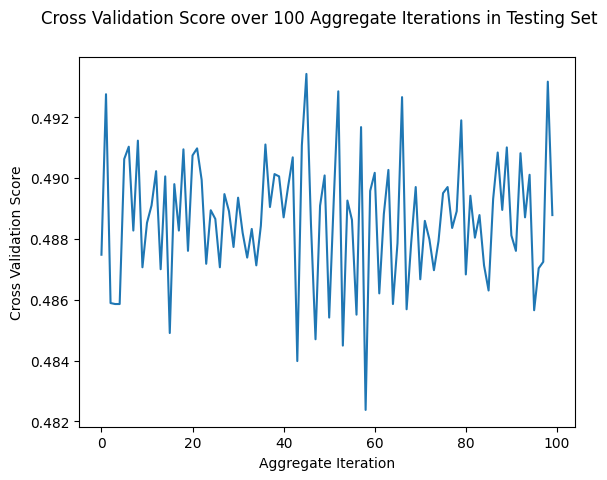 Cross Validation Score over 100 Aggregate Iterations in Testing Set
Cross Validation Score
0.492
0.490
0.488
0.486
0.484
0.482
0 20 40 60 80 100
Aggregate Iteration